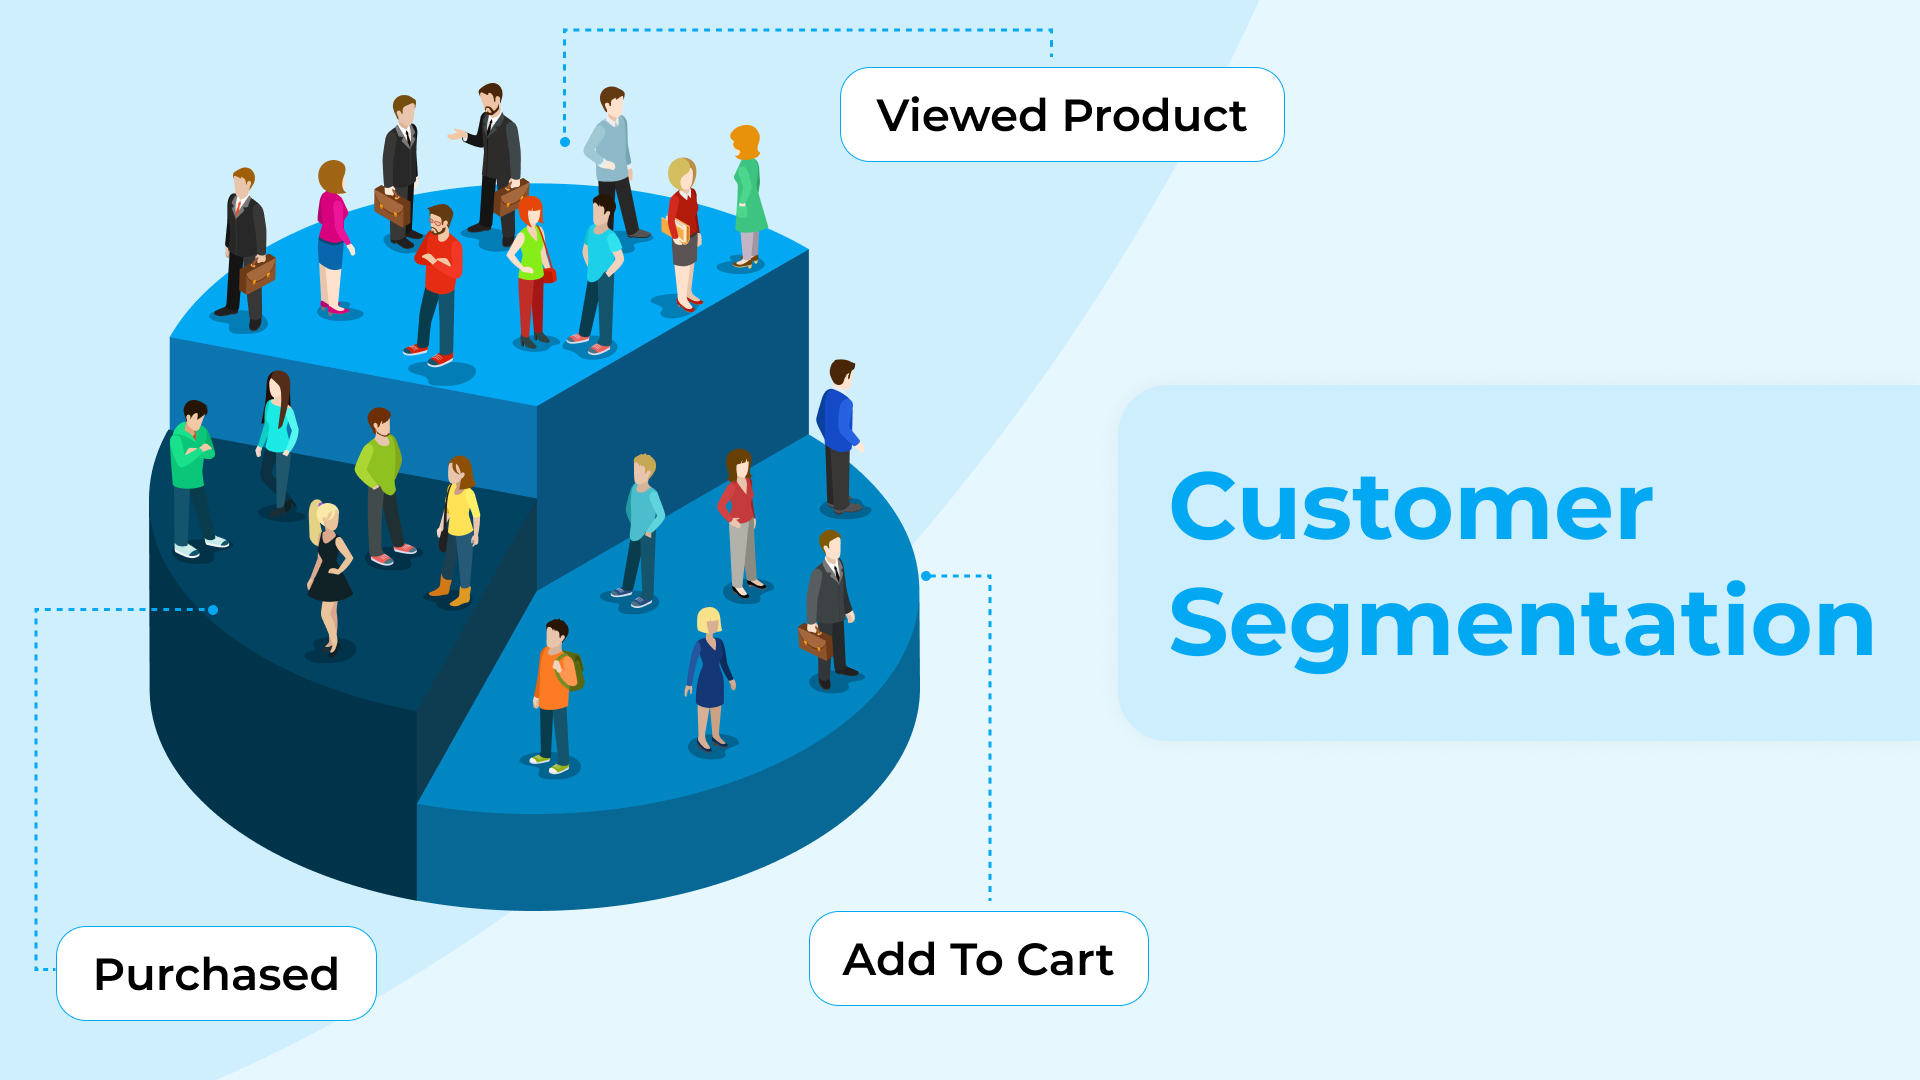 Viewed Product
Customer
Segmentation
Purchased
Add To Cart